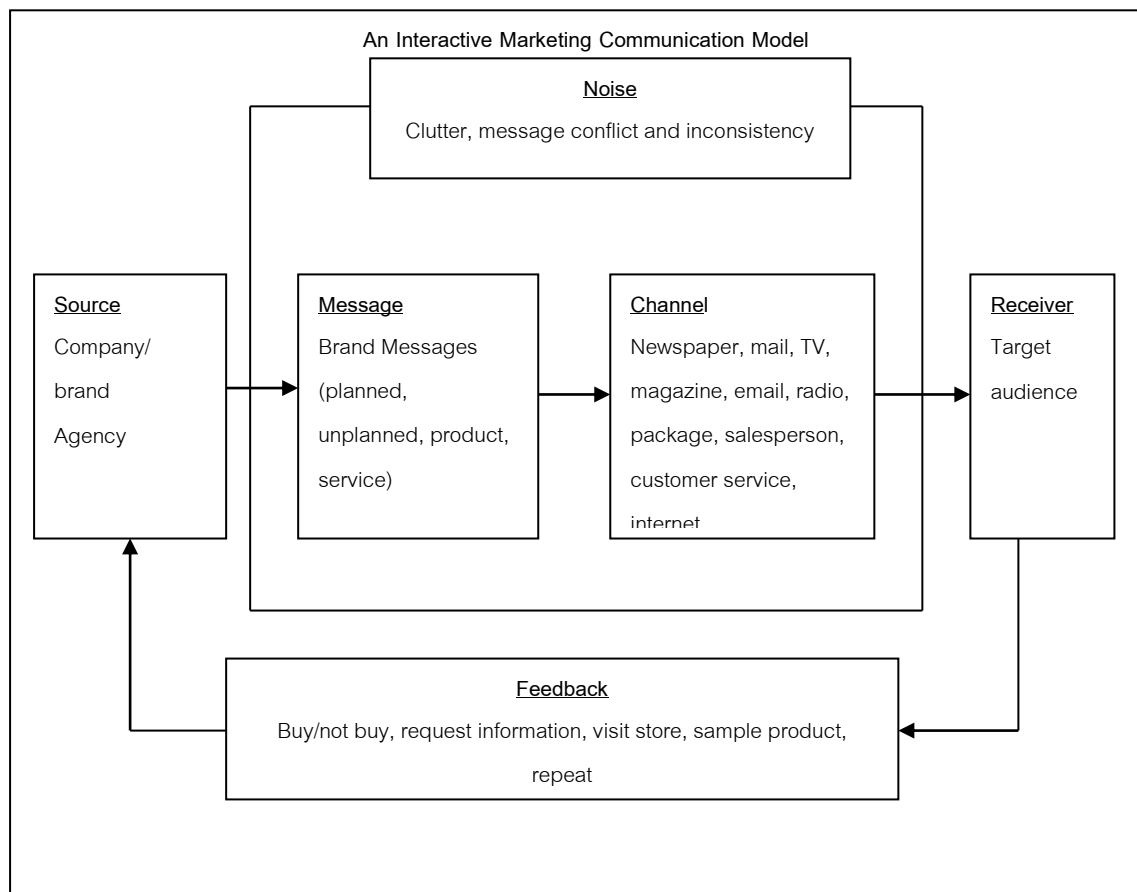 An Interactive Marketing Communication Model
Noise
Clutter, message conflict and inconsistency
Source
Company/
brand
Agency
Message
Brand Messages
(planned,
unplanned, product,
service)
Channel
Newspaper, mail, TV,
magazine, email, radio,
package, salesperson,
customer service,
internet
Receiver
Target
audience
Feedback
Buy/not buy, request information, visit store, sample product,
repeat